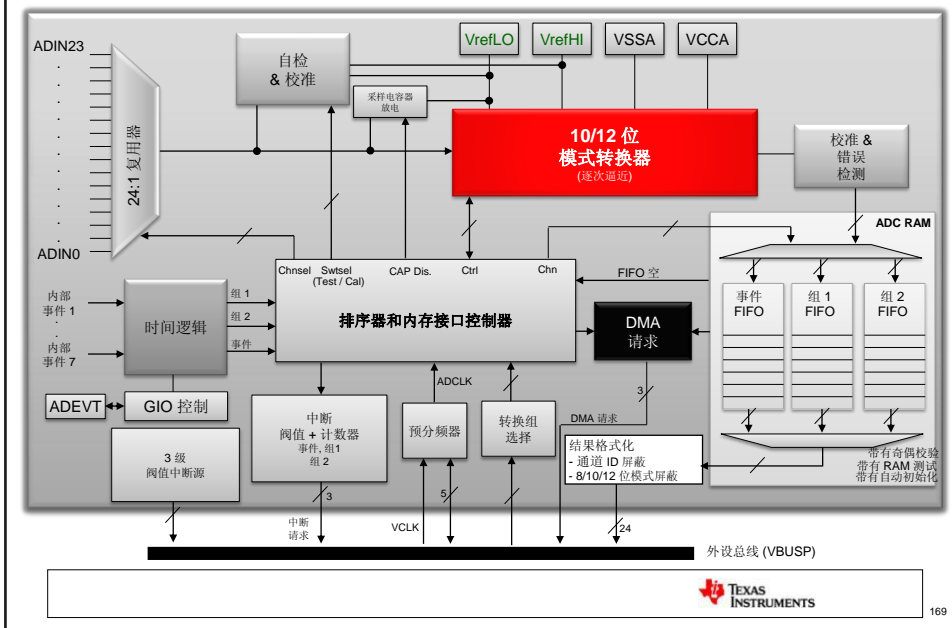 ADIN23
ADIN0
24:1 复用器
自检
& 校准
采样电容器
放电
VrefLO
VrefHI
VSSA
VCCA
10/12 位
模式转换器
(逐次逼近)
校准 &
错误
检测
ADC RAM
Chnsel
Swtsel
(Test / Cal)
CAP Dis.
Ctrl
Chn
排序器和内存接口控制器
FIFO 空
内部
事件 1
内部
事件 7
时间逻辑
组 1
组 2
事件
DMA
请求
事件
FIFO
组 1
FIFO
组 2
FIFO
ADEVT
GIO 控制
ADCLK
3
DMA 请求
3 级
阀值中断源
中断
阀值 + 计数器
事件, 组1
组 2
预分频器
转换组
选择
结果格式化
- 通道 ID 屏蔽
- 8/10/12 位模式屏蔽
带有奇偶校验
带有 RAM 测试
带有自动初始化
3
5
24
中断
请求
VCLK
外设总线 (VBUSP)
TEXAS
INSTRUMENTS
169